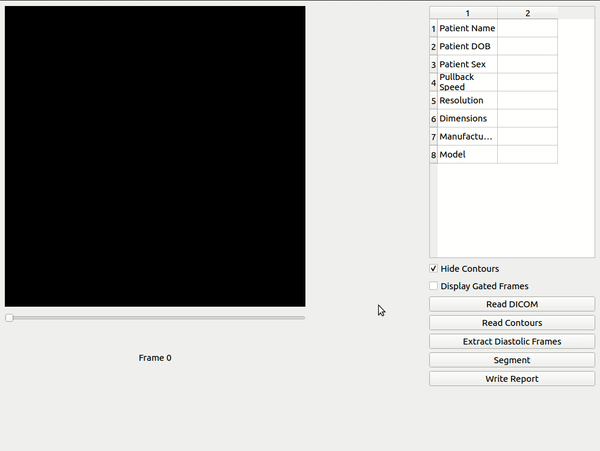 1 2
1 Patient Name
2 Patient DOB
3 Patient Sex
4 Pullback
Speed
5 Resolution
6 Dimensions
7 Manufactu...
8 Model
Hide Contours
Display Gated Frames
Read DICOM
Read Contours
Extract Diastolic Frames
Segment
Write Report
Frame 0